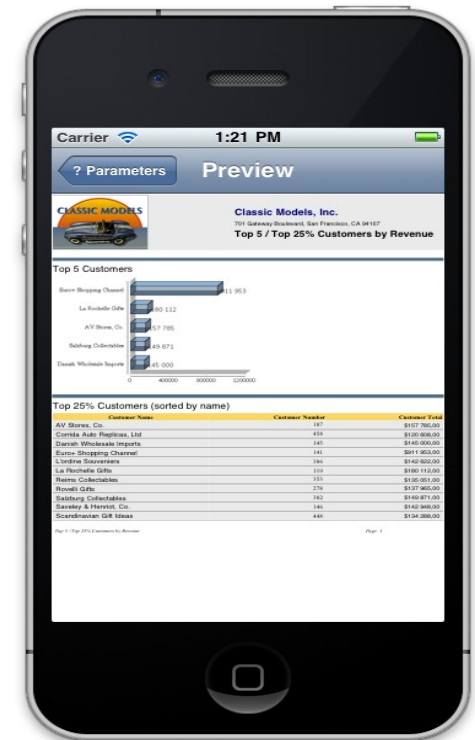 Carrier 1:21 PM
? Parameters Preview
CLASSIC MODELS
Classic Models, Inc.
701 Gateway Boulevard, San Francisco, CA 94107
Top 5 / Top 25% Customers by Revenue
Top 5 Customers
Euro+ Shopping Channel 11 953
La Rochelle Gifts 80 112
AV Stores, Co. 57 785
Salzburg Collectables 49 871
Danish Wholesale Imports 45 000
0 400000 800000 1200000
Top 25% Customers (sorted by name)
Customer Name Customer Number Customer Total
AV Stores, Co. 187 $157 785,00
Corrida Auto Replicas, Ltd 458 $120 608,00
Danish Wholesale Imports 145 $145 000,00
Euro+ Shopping Channel 141 $911 953,00
L'ordine Souveniers 386 $142 622,00
La Rochelle Gifts 119 $180 112,00
Reims Collectables 353 $135 051,00
Rovelli Gifts 278 $137 965,00
Salzburg Collectables 382 $149 871,00
Saveley & Henriot, Co. 146 $142 948,00
Scandinavian Gift Ideas 448 $134 288,00
Top 5 / Top 25% Customers by Revenue Page: 1